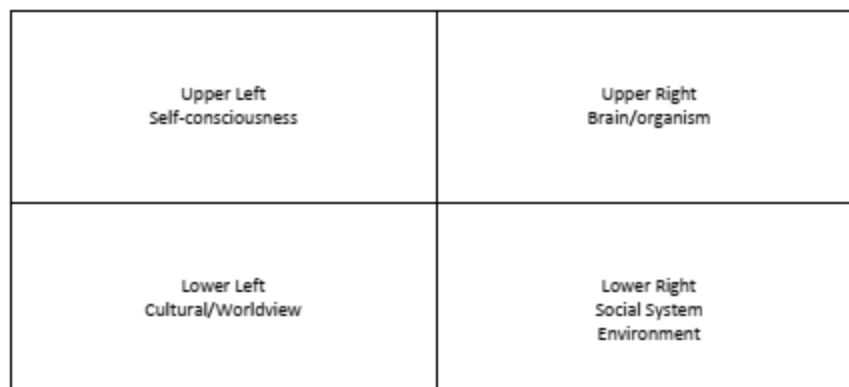 Upper Left
Self-consciousness
Upper Right
Brain/organism
Lower Left
Cultural/Worldview
Lower Right
Social System
Environment